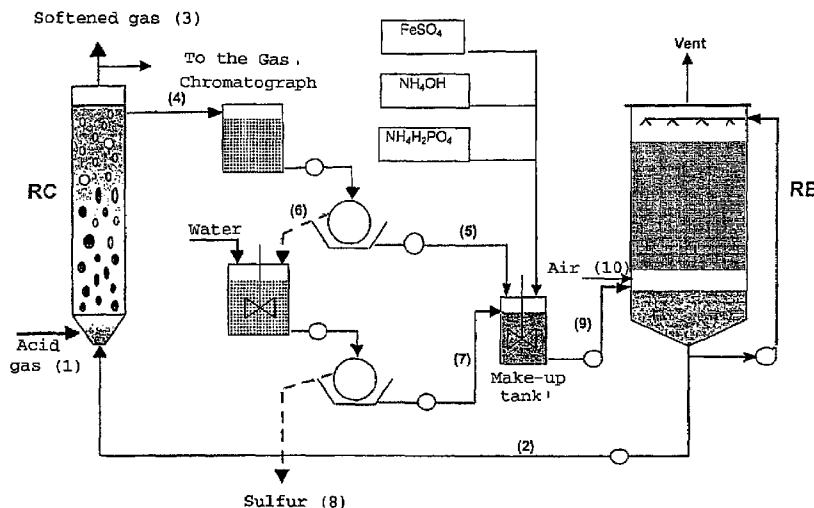 Softened gas (3)
To the Gas
Chromatograph
(4)
RC
FeSO₄
NH₄OH
NH₄H₂PO₄
Vent
RB
Water
(6)
(5)
Air (10)
(9)
Acid
gas (1)
(7)
Make-up
tank
(2)
Sulfur (8)